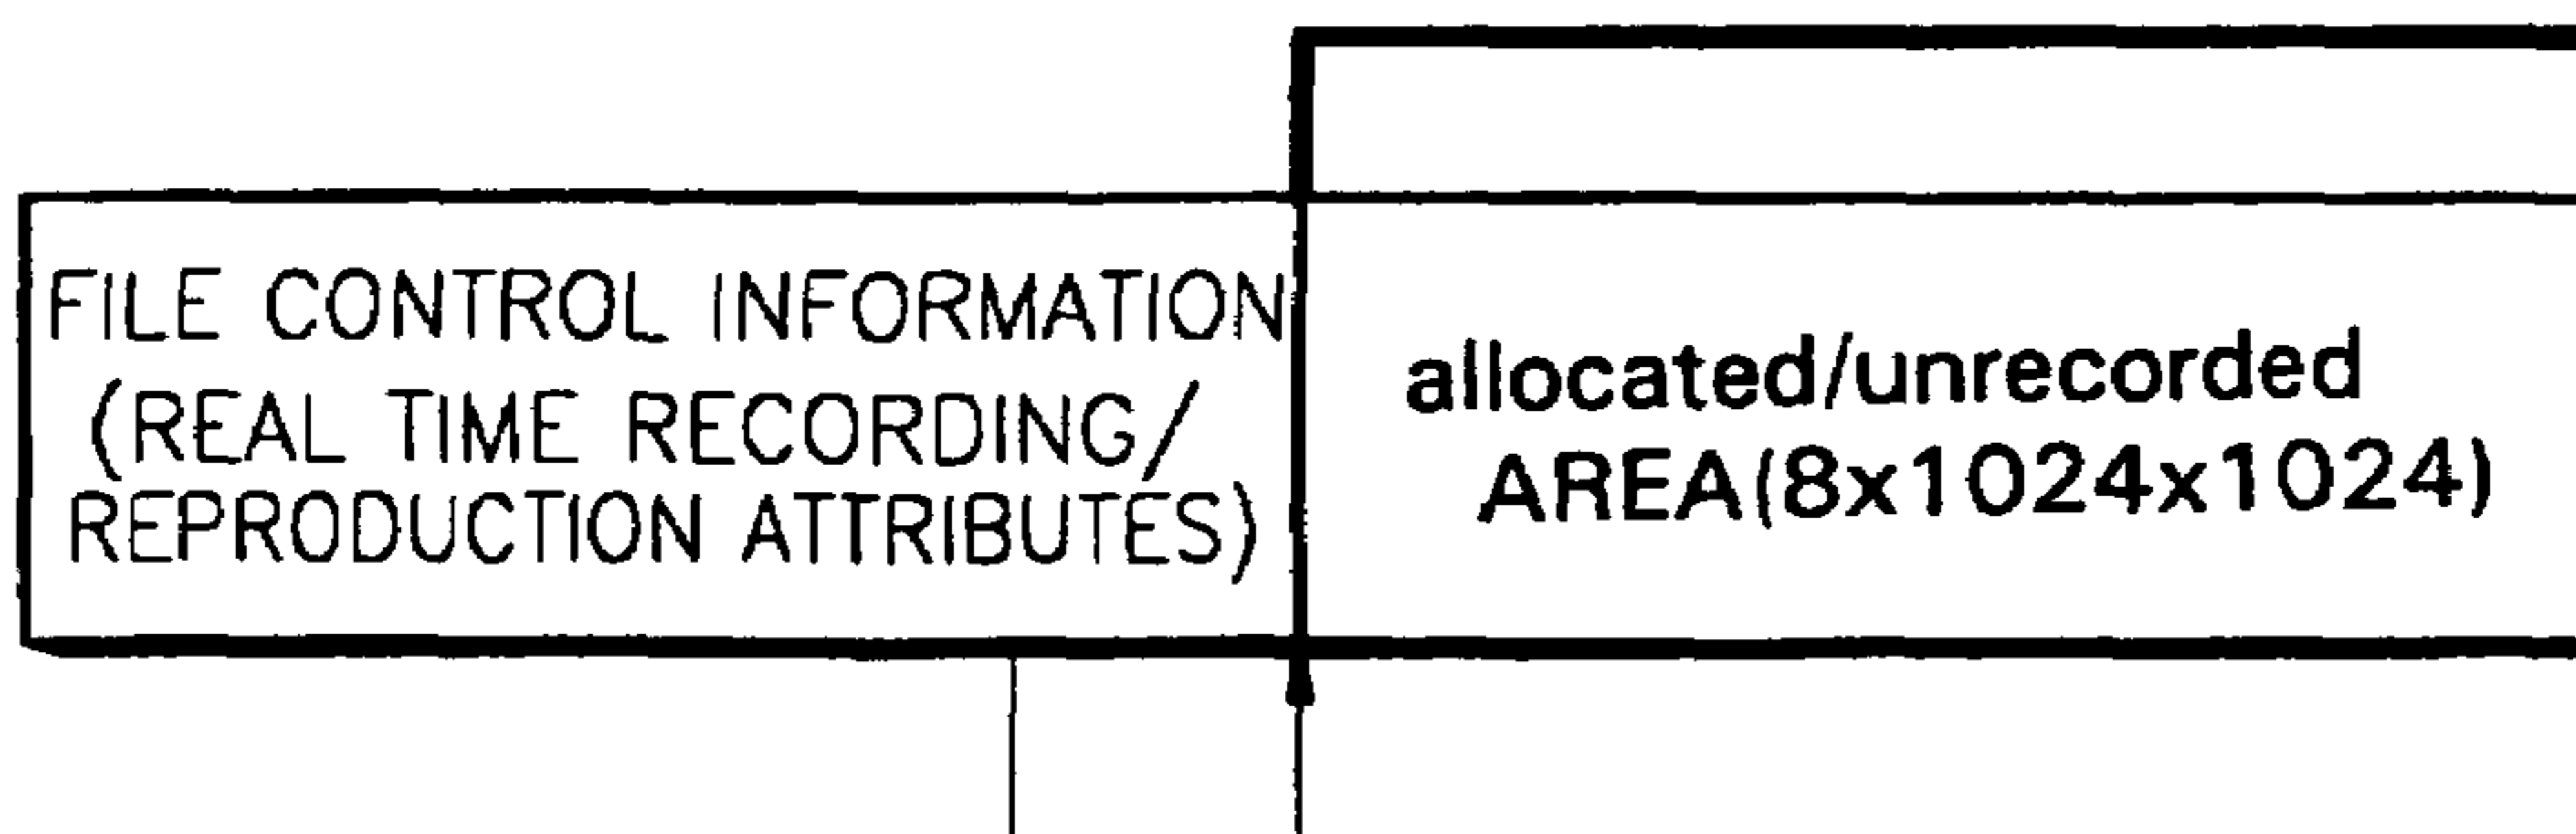 FILE CONTROL INFORMATION
(REAL TIME RECORDING/
REPRODUCTION ATTRIBUTES)
allocated/unrecorded
AREA(8x1024x1024)